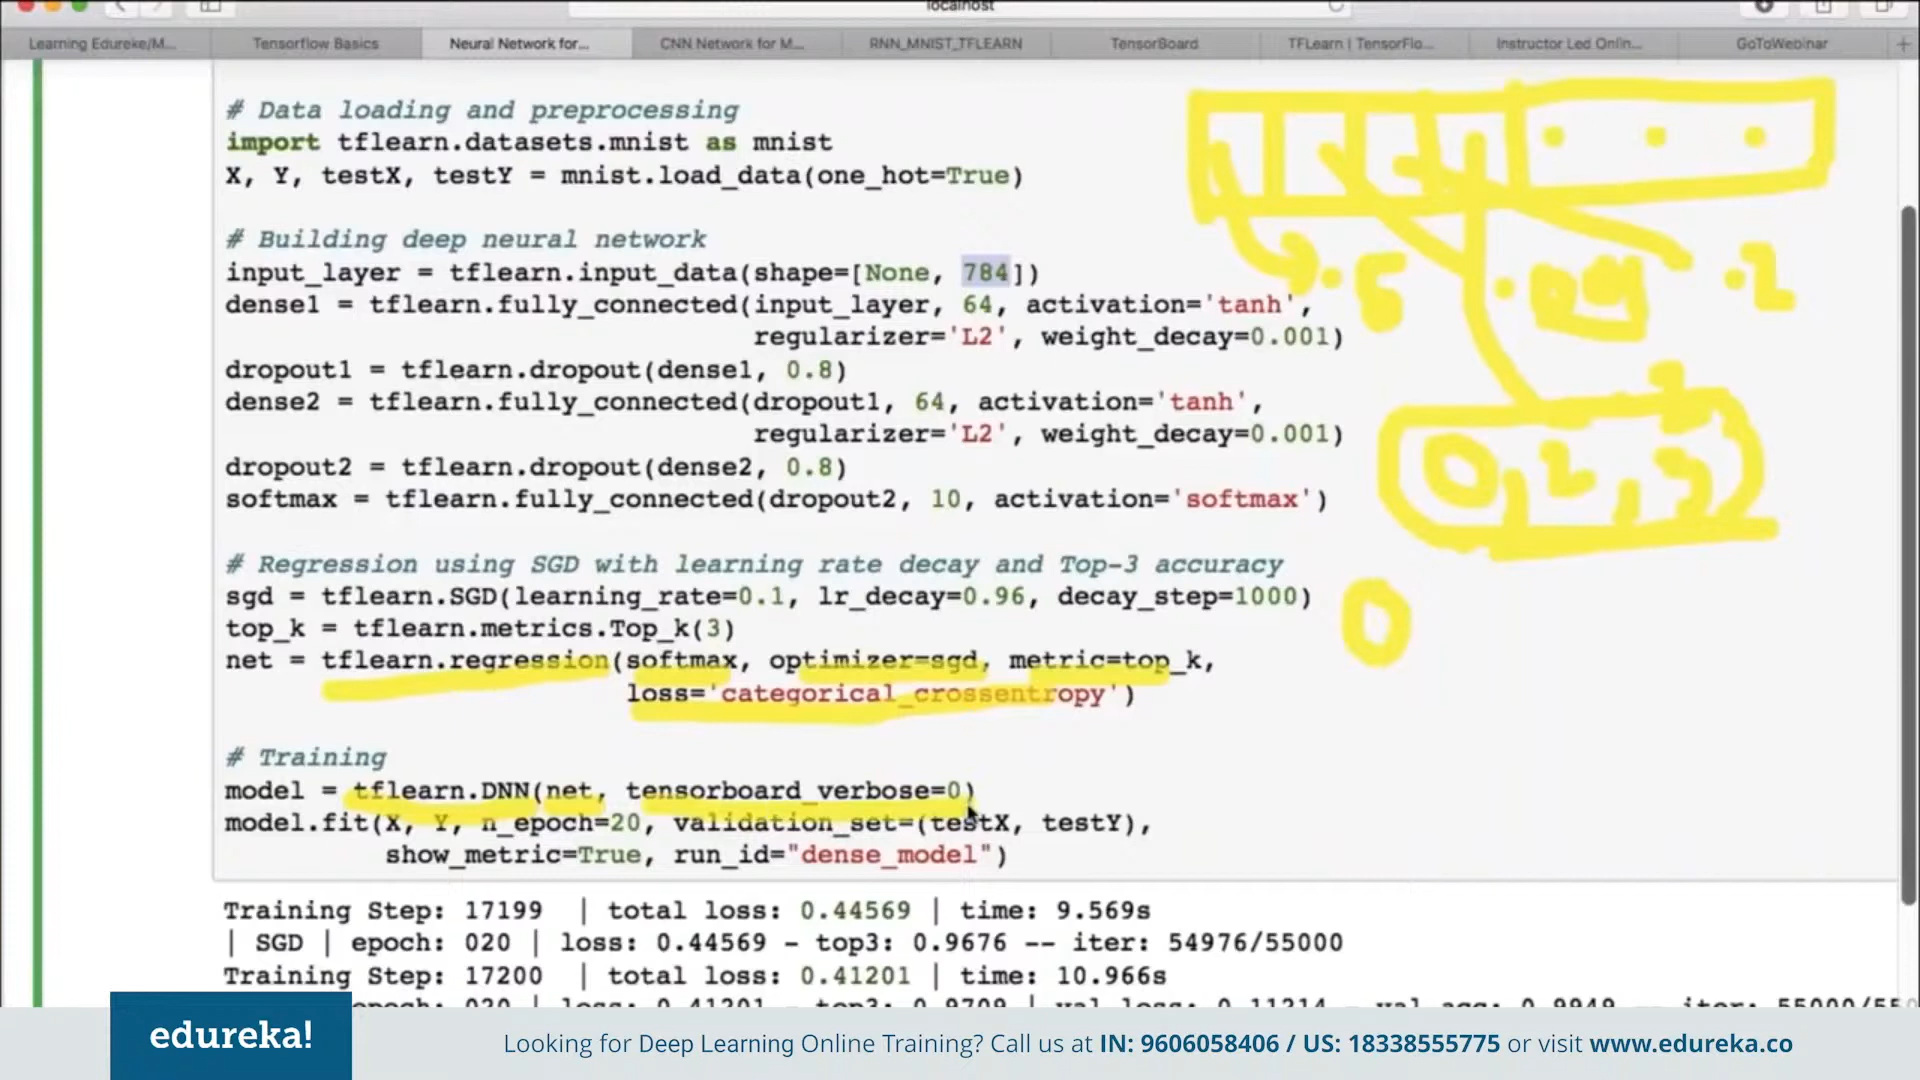 localhost
Learning Edureke/M... Tensorflow Basics Neural Network for... CNN Network for M... RNN_MNIST_TFLEARN TensorBoard TFLearn | TensorFlo... Instructor Led Onlin... GoToWebinar +
# Data loading and preprocessing
import tflearn.datasets.mnist as mnist
X, Y, testX, testY = mnist.load_data(one_hot=True)
# Building deep neural network
input_layer = tflearn.input_data(shape=[None, 784])
dense1 = tflearn.fully_connected(input_layer, 64, activation='tanh',
regularizer='L2', weight_decay=0.001)
dropout1 = tflearn.dropout(dense1, 0.8)
dense2 = tflearn.fully_connected(dropout1, 64, activation='tanh',
regularizer='L2', weight_decay=0.001)
dropout2 = tflearn.dropout(dense2, 0.8)
softmax = tflearn.fully_connected(dropout2, 10, activation='softmax')
# Regression using SGD with learning rate decay and Top-3 accuracy
sgd = tflearn.SGD(learning_rate=0.1, lr_decay=0.96, decay_step=1000)
top_k = tflearn.metrics.Top_k(3)
net = tflearn.regression(softmax, optimizer=sgd, metric=top_k,
loss='categorical_crossentropy')
# Training
model = tflearn.DNN(net, tensorboard_verbose=0)
model.fit(X, Y, n_epoch=20, validation_set=(testX, testY),
show_metric=True, run_id="dense_model")
.5 .2
3
0, 2, 3
0
Training Step: 17199 | total loss: 0.44569 | time: 9.569s
| SGD | epoch: 020 | loss: 0.44569 - top3: 0.9676 -- iter: 54976/55000
Training Step: 17200 | total loss: 0.41201 | time: 10.966s
edureka!
Looking for Deep Learning Online Training? Call us at IN: 9606058406 / US: 18338555775 or visit www.edureka.co